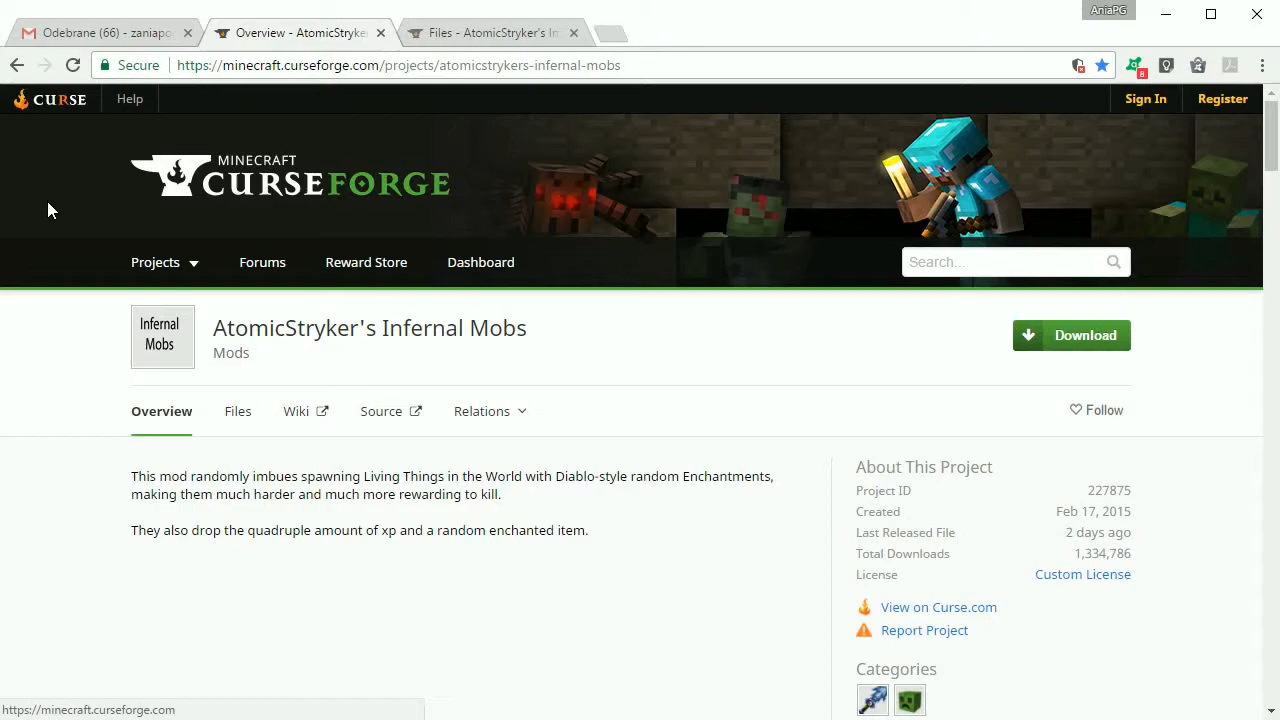 AniaPG
Odebrane (66) - zaniapo
Overview - AtomicStryker
Files - AtomicStryker's In
Secure
https://minecraft.curseforge.com/projects/atomicstrykers-infernal-mobs
8
CURSE
Help
Sign In
Register
MINECRAFT
CURSEFORGE
Projects
Forums
Reward Store
Dashboard
Search...
Infernal
Mobs
AtomicStryker's Infernal Mobs
Mods
Download
Overview
Files
Wiki
Source
Relations
Follow
This mod randomly imbues spawning Living Things in the World with Diablo-style random Enchantments,
making them much harder and much more rewarding to kill.
They also drop the quadruple amount of xp and a random enchanted item.
About This Project
Project ID 227875
Created Feb 17, 2015
Last Released File 2 days ago
Total Downloads 1,334,786
License Custom License
View on Curse.com
Report Project
Categories
https://minecraft.curseforge.com